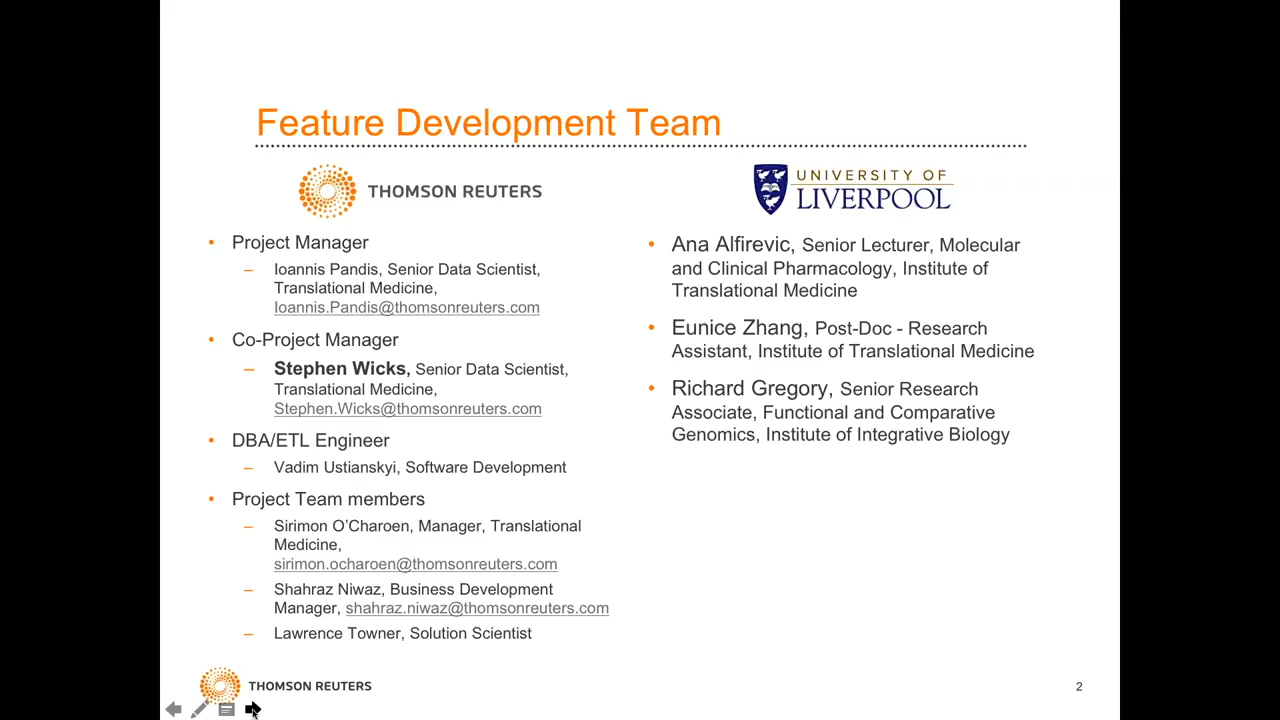 Feature Development Team
THOMSON REUTERS
• Project Manager
– Ioannis Pandis, Senior Data Scientist,
Translational Medicine,
Ioannis.Pandis@thomsonreuters.com
• Co-Project Manager
– Stephen Wicks, Senior Data Scientist,
Translational Medicine,
Stephen.Wicks@thomsonreuters.com
• DBA/ETL Engineer
– Vadim Ustianskyi, Software Development
• Project Team members
– Sirimon O’Charoen, Manager, Translational
Medicine,
sirimon.ocharoen@thomsonreuters.com
– Shahraz Niwaz, Business Development
Manager, shahraz.niwaz@thomsonreuters.com
– Lawrence Towner, Solution Scientist
UNIVERSITY OF
LIVERPOOL
• Ana Alfirevic, Senior Lecturer, Molecular
and Clinical Pharmacology, Institute of
Translational Medicine
• Eunice Zhang, Post-Doc - Research
Assistant, Institute of Translational Medicine
• Richard Gregory, Senior Research
Associate, Functional and Comparative
Genomics, Institute of Integrative Biology
THOMSON REUTERS
2